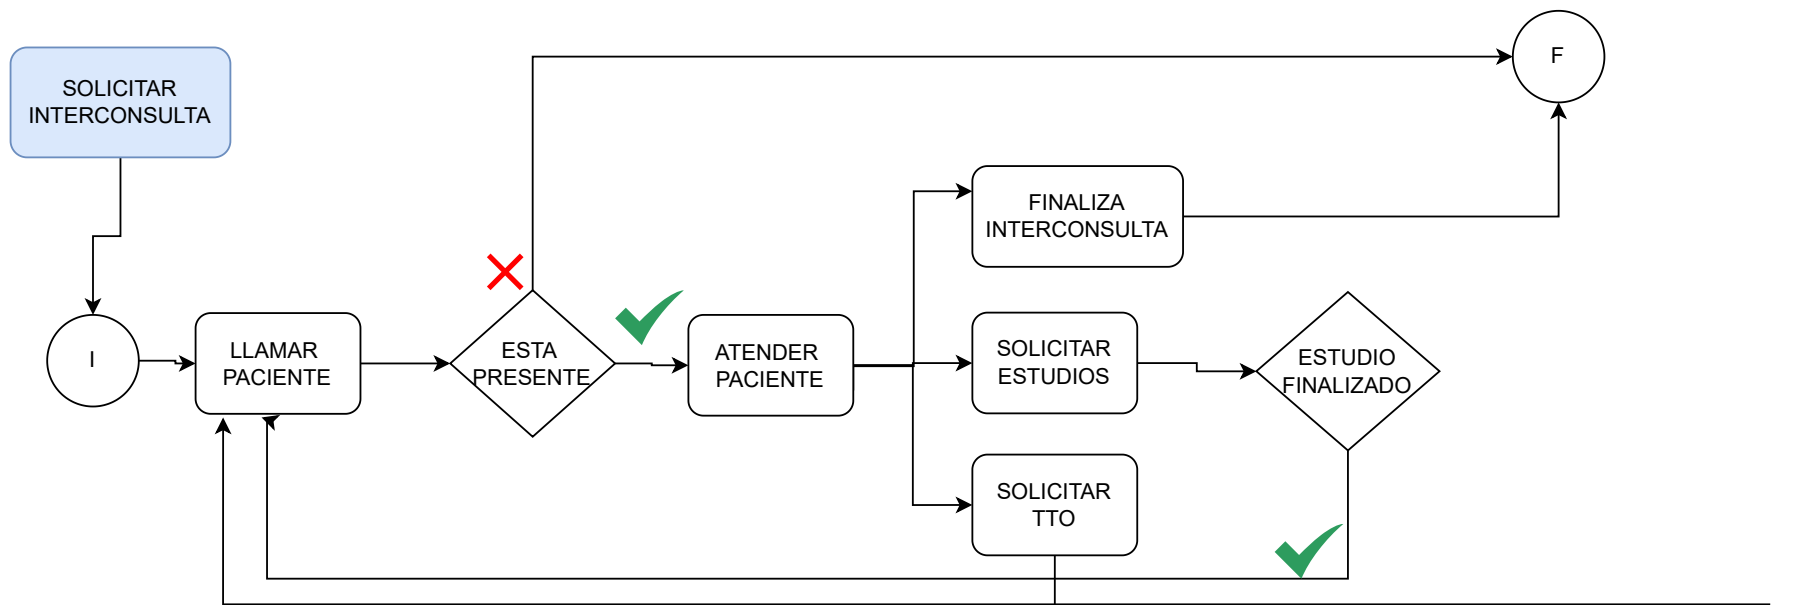 SOLICITAR
INTERCONSULTA
F
FINALIZA
INTERCONSULTA
I
LLAMAR
PACIENTE
ESTA
PRESENTE
ATENDER
PACIENTE
SOLICITAR
ESTUDIOS
ESTUDIO
FINALIZADO
SOLICITAR
TTO